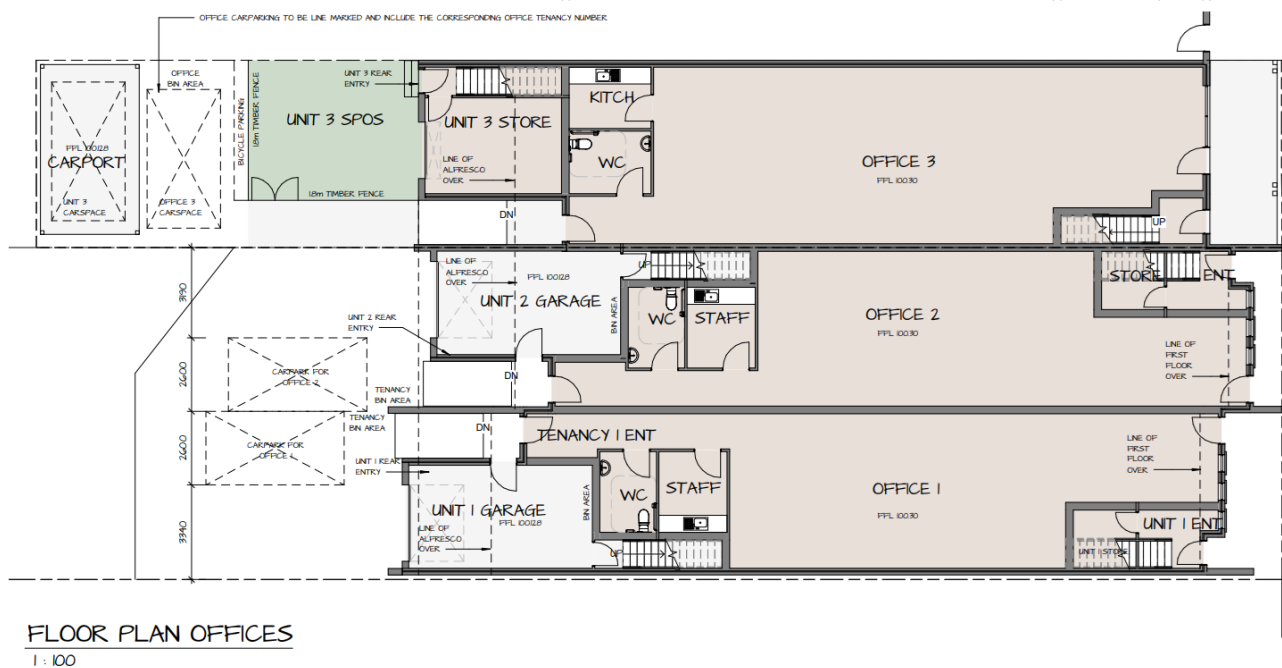 OFFICE CARPARKING TO BE LINE MARKED AND INCLUDE THE CORRESPONDING OFFICE TENANCY NUMBER
OFFICE
BIN AREA
UNIT 3 REAR
ENTRY
BICYCLE PARKING
1.8m TIMBER FENCE
UNIT 3 SPOS
1.8m TIMBER FENCE
FFL 100.128
CARPORT
UNIT 3
CARSPACE
OFFICE 3
CARSPACE
UNIT 3 STORE
LINE OF
ALFRESCO
OVER
KITCH
WC
OFFICE 3
FFL 100.30
DN
UP
3190
LINE OF
ALFRESCO
OVER
FFL 100.128
UNIT 2 GARAGE
BIN AREA
UP
WC
STAFF
OFFICE 2
FFL 100.30
STORE
ENT
LINE OF
FIRST
FLOOR
OVER
UNIT 2 REAR
ENTRY
2600
CARPARK FOR
OFFICE 2
TENANCY
BIN AREA
DN
2600
CARPARK FOR
OFFICE 1
TENANCY
BIN AREA
DN
TENANCY 1 ENT
UNIT 1 REAR
ENTRY
LINE OF
FIRST
FLOOR
OVER
3340
UNIT 1 GARAGE
FFL 100.128
LINE OF
ALFRESCO
OVER
BIN AREA
UP
WC
STAFF
OFFICE 1
FFL 100.30
UNIT 1 ENT
UNIT 1 STORE
FLOOR PLAN OFFICES
1 : 100